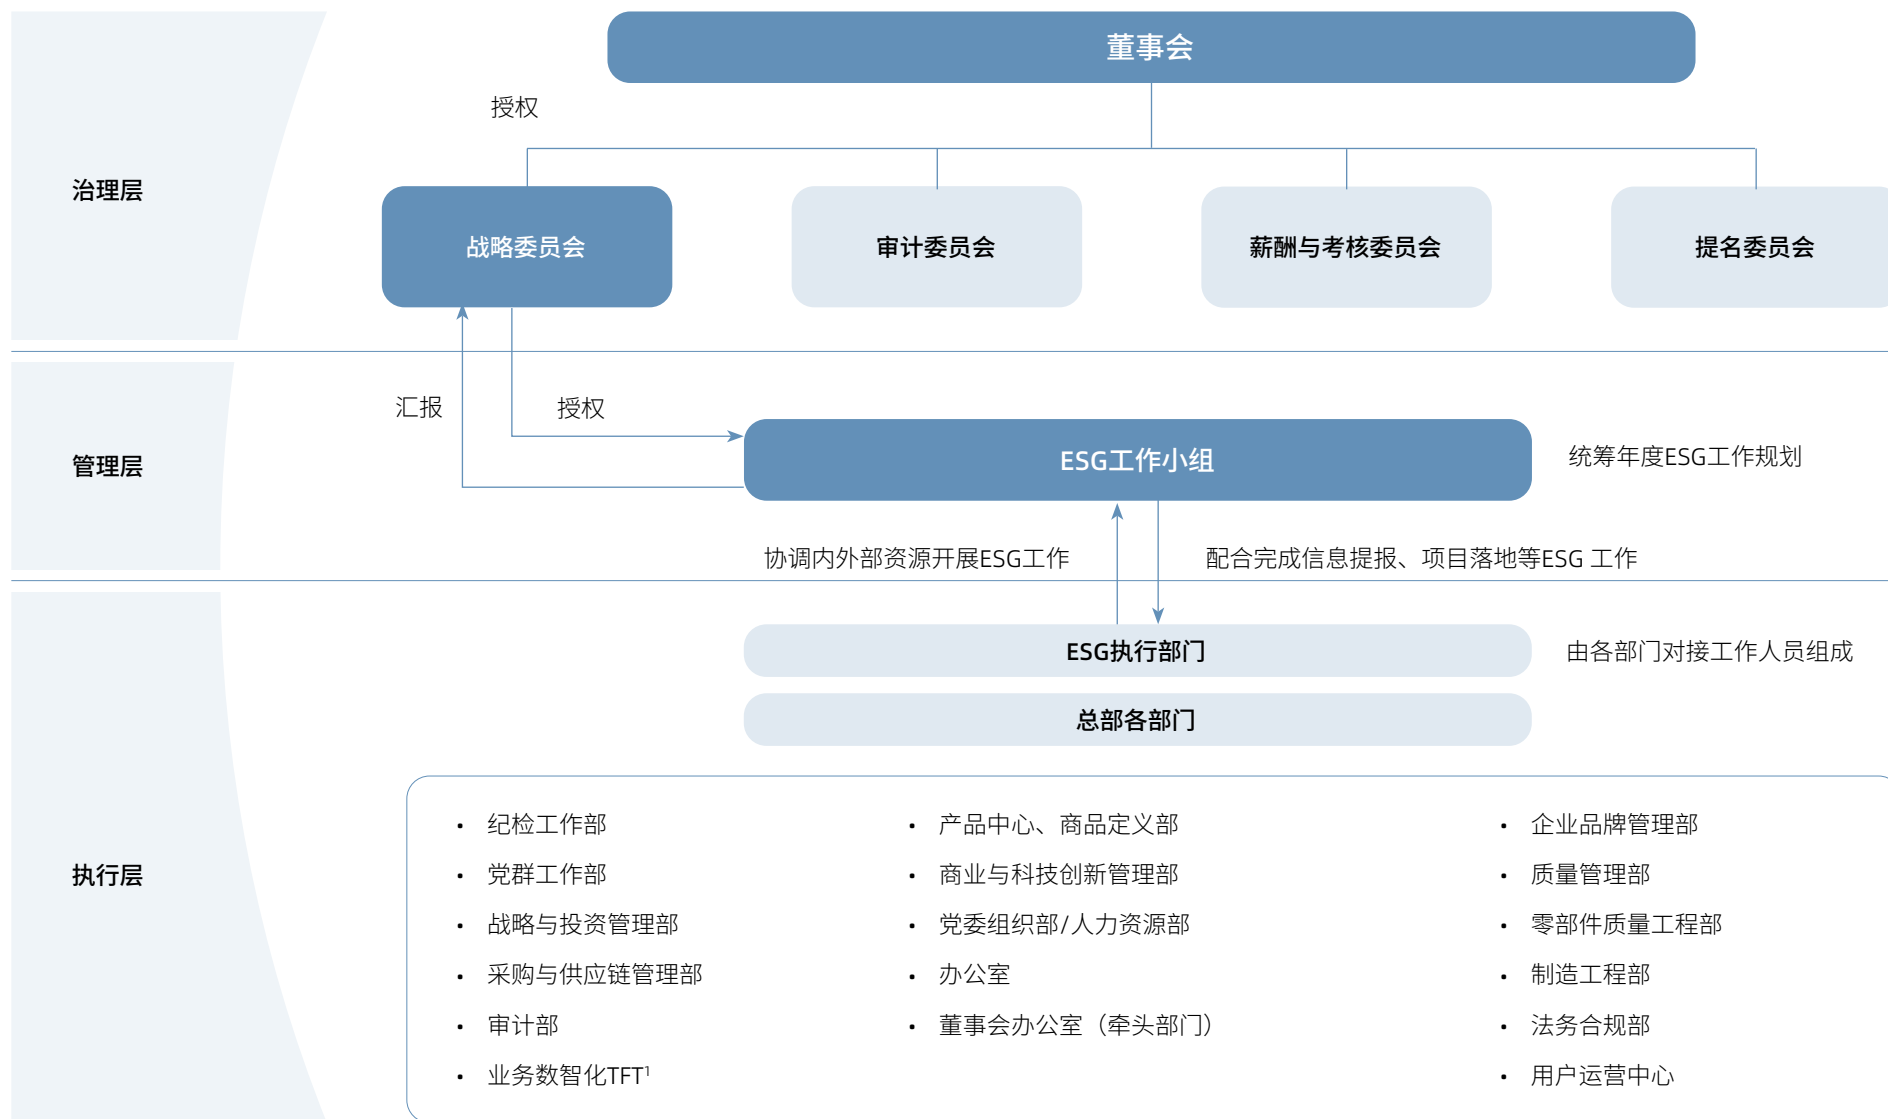 董事会
授权
治理层
战略委员会
审计委员会
薪酬与考核委员会
提名委员会
汇报
授权
管理层
ESG工作小组
统筹年度ESG工作规划
协调内外部资源开展ESG工作
配合完成信息提报、项目落地等ESG 工作
ESG执行部门
由各部门对接工作人员组成
总部各部门
执行层
• 纪检工作部
• 党群工作部
• 战略与投资管理部
• 采购与供应链管理部
• 审计部
• 业务数智化TFT¹
• 产品中心、商品定义部
• 商业与科技创新管理部
• 党委组织部/人力资源部
• 办公室
• 董事会办公室（牵头部门）
• 企业品牌管理部
• 质量管理部
• 零部件质量工程部
• 制造工程部
• 法务合规部
• 用户运营中心